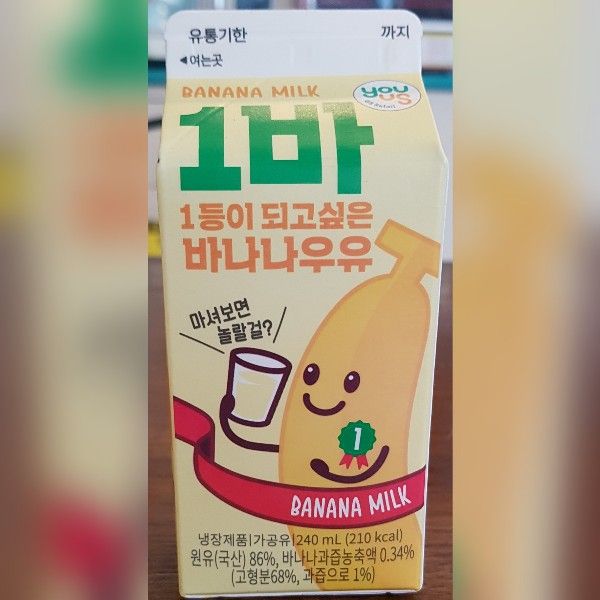 유통기한 까지
◀여는곳
BANANA MILK
you us
GS Retail
1바
1등이 되고싶은
바나나우유
마셔보면
놀랄걸?
1
BANANA MILK
냉장제품|가공유|240 mL (210 kcal)
원유(국산) 86%, 바나나과즙농축액 0.34%
(고형분68%, 과즙으로 1%)